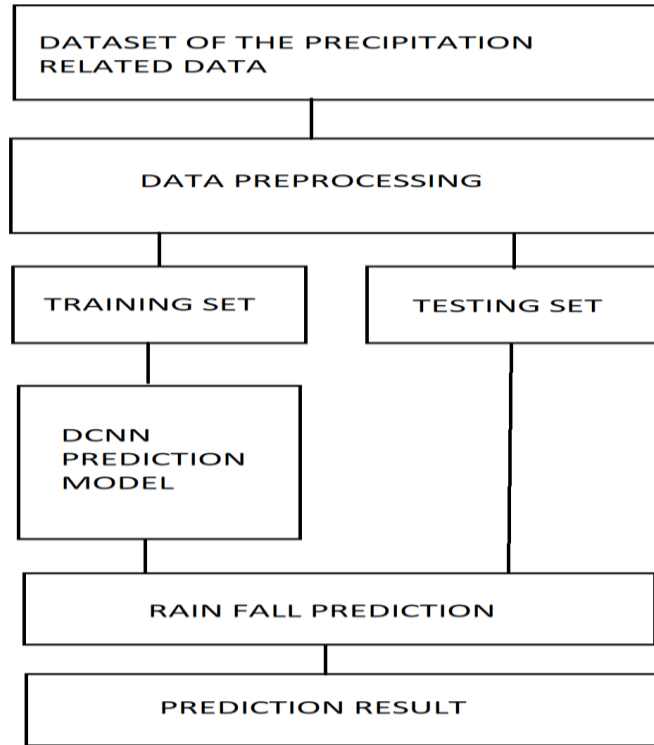 DATASET OF THE PRECIPITATION
RELATED DATA
DATA PREPROCESSING
TRAINING SET
TESTING SET
DCNN
PREDICTION
MODEL
RAIN FALL PREDICTION
PREDICTION RESULT